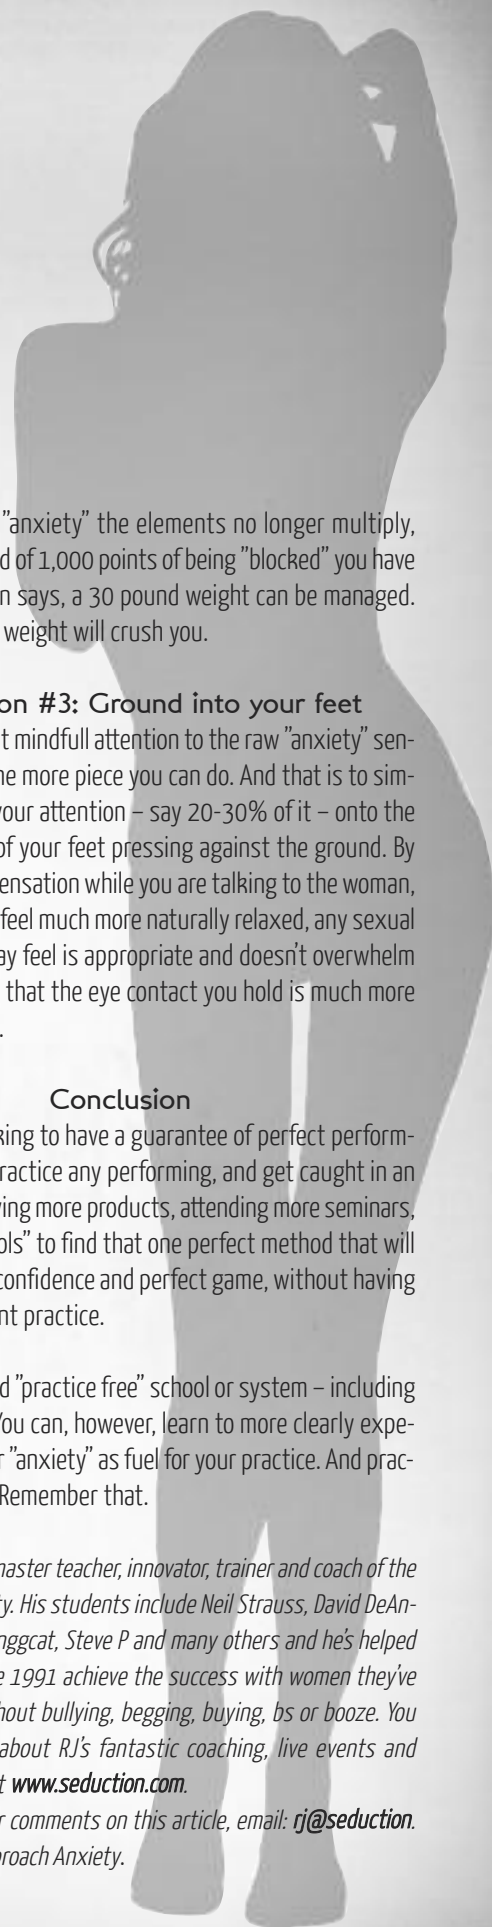 "anxiety" the elements no longer multiply,
d of 1,000 points of being "blocked" you have
n says, a 30 pound weight can be managed.
weight will crush you.
on #3: Ground into your feet
t mindfull attention to the raw "anxiety" sen-
ne more piece you can do. And that is to sim-
your attention – say 20-30% of it – onto the
of your feet pressing against the ground. By
ensation while you are talking to the woman,
feel much more naturally relaxed, any sexual
ay feel is appropriate and doesn't overwhelm
that the eye contact you hold is much more
.
Conclusion
king to have a guarantee of perfect perform-
ractice any performing, and get caught in an
ying more products, attending more seminars,
ols" to find that one perfect method that will
confidence and perfect game, without having
nt practice.
d "practice free" school or system – including
You can, however, learn to more clearly expe-
r "anxiety" as fuel for your practice. And prac-
Remember that.
master teacher, innovator, trainer and coach of the
ty. His students include Neil Strauss, David DeAn-
nggcat, Steve P and many others and he's helped
e 1991 achieve the success with women they've
hout bullying, begging, buying, bs or booze. You
about RJ's fantastic coaching, live events and
t www.seduction.com.
r comments on this article, email: rj@seduction.
proach Anxiety.